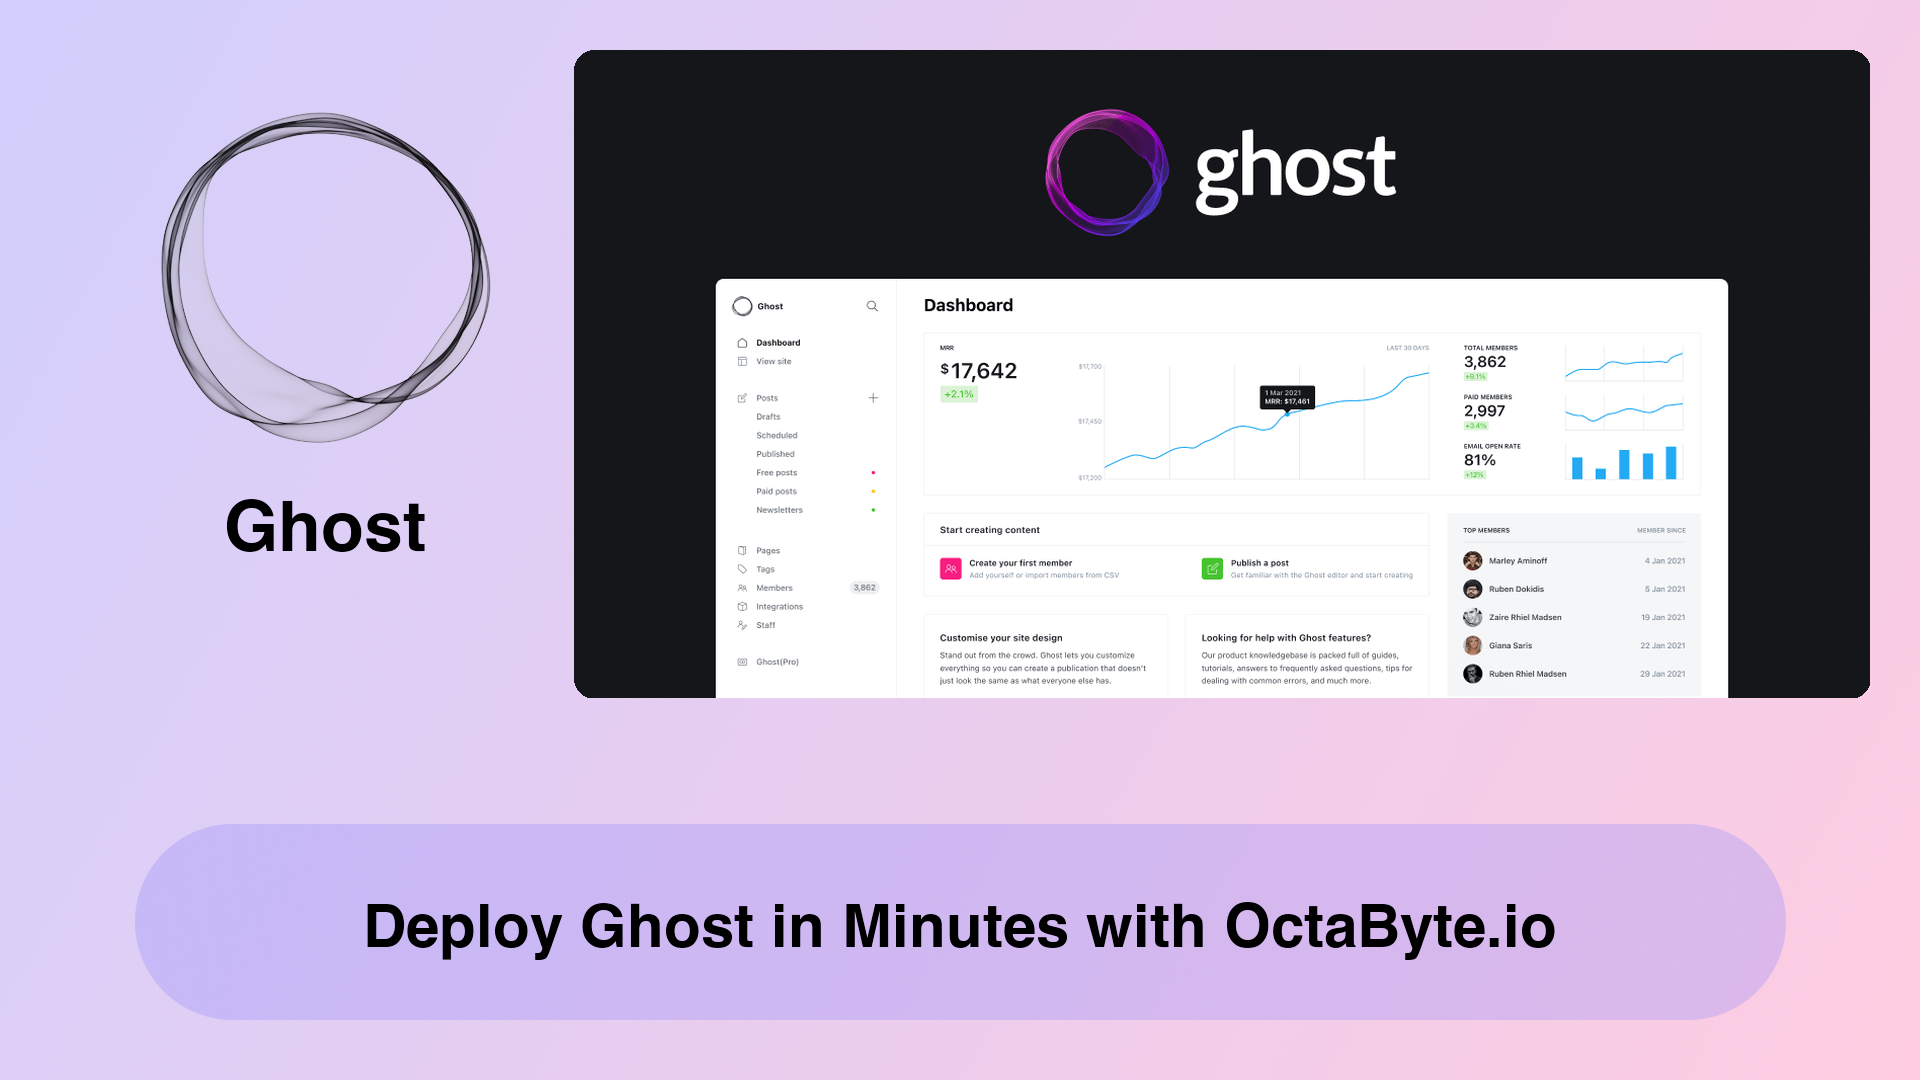 Ghost
ghost
Ghost
Dashboard
View site
Posts
Drafts
Scheduled
Published
Free posts
Paid posts
Newsletters
Pages
Tags
Members 3,862
Integrations
Staff
Ghost(Pro)
Dashboard
MRR
$17,642
+2.1%
LAST 30 DAYS
$17,700
$17,450
$17,200
1 Mar 2021
MRR: $17,461
TOTAL MEMBERS
3,862
+9.1%
PAID MEMBERS
2,997
+3.4%
EMAIL OPEN RATE
81%
+12%
Start creating content
Create your first member
Add yourself or import members from CSV
Publish a post
Get familiar with the Ghost editor and start creating
Customise your site design
Stand out from the crowd. Ghost lets you customize
everything so you can create a publication that doesn't
just look the same as what everyone else has.
Looking for help with Ghost features?
Our product knowledgebase is packed full of guides,
tutorials, answers to frequently asked questions, tips for
dealing with common errors, and much more.
TOP MEMBERS MEMBER SINCE
Marley Aminoff 4 Jan 2021
Ruben Dokidis 5 Jan 2021
Zaire Rhiel Madsen 19 Jan 2021
Giana Saris 22 Jan 2021
Ruben Rhiel Madsen 29 Jan 2021
Deploy Ghost in Minutes with OctaByte.io